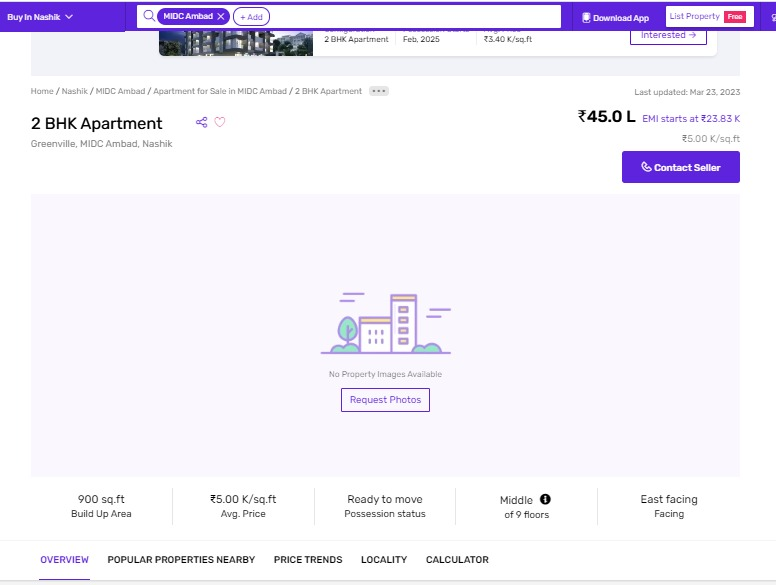 Buy In Nashik
MIDC Ambad
+ Add
Download App
List Property Free
2 BHK Apartment
Feb, 2025
₹3.40 K/sq.ft
Interested →
Home / Nashik / MIDC Ambad / Apartment for Sale in MIDC Ambad / 2 BHK Apartment
Last updated: Mar 23, 2023
2 BHK Apartment
₹45.0 L EMI starts at ₹23.83 K
Greenville, MIDC Ambad, Nashik
₹5.00 K/sq.ft
Contact Seller
No Property Images Available
Request Photos
900 sq.ft
Build Up Area
₹5.00 K/sq.ft
Avg. Price
Ready to move
Possession status
Middle
of 9 floors
East facing
Facing
OVERVIEW POPULAR PROPERTIES NEARBY PRICE TRENDS LOCALITY CALCULATOR